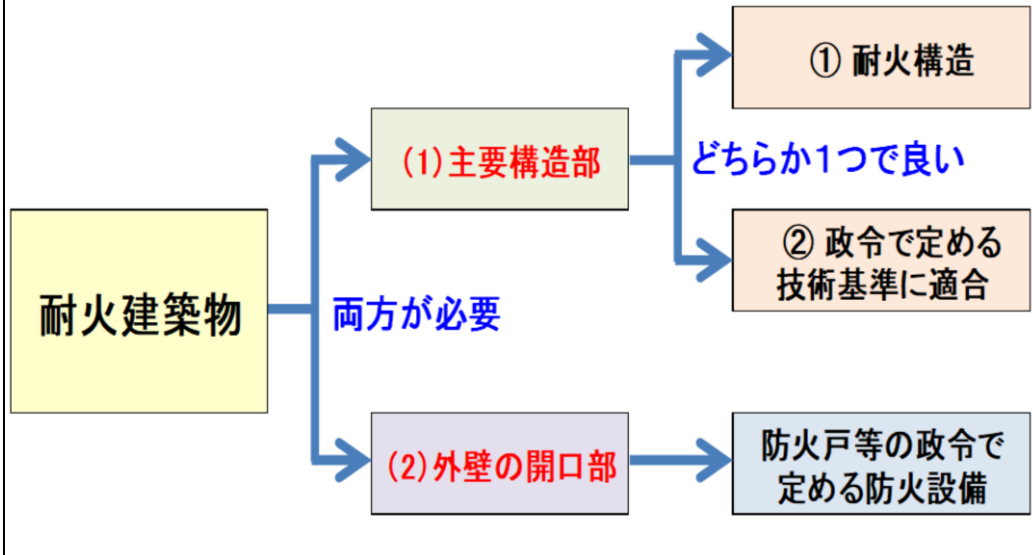 ① 耐火構造
(1)主要構造部
どちらか1つで良い
② 政令で定める
技術基準に適合
耐火建築物
両方が必要
(2)外壁の開口部
防火戸等の政令で
定める防火設備